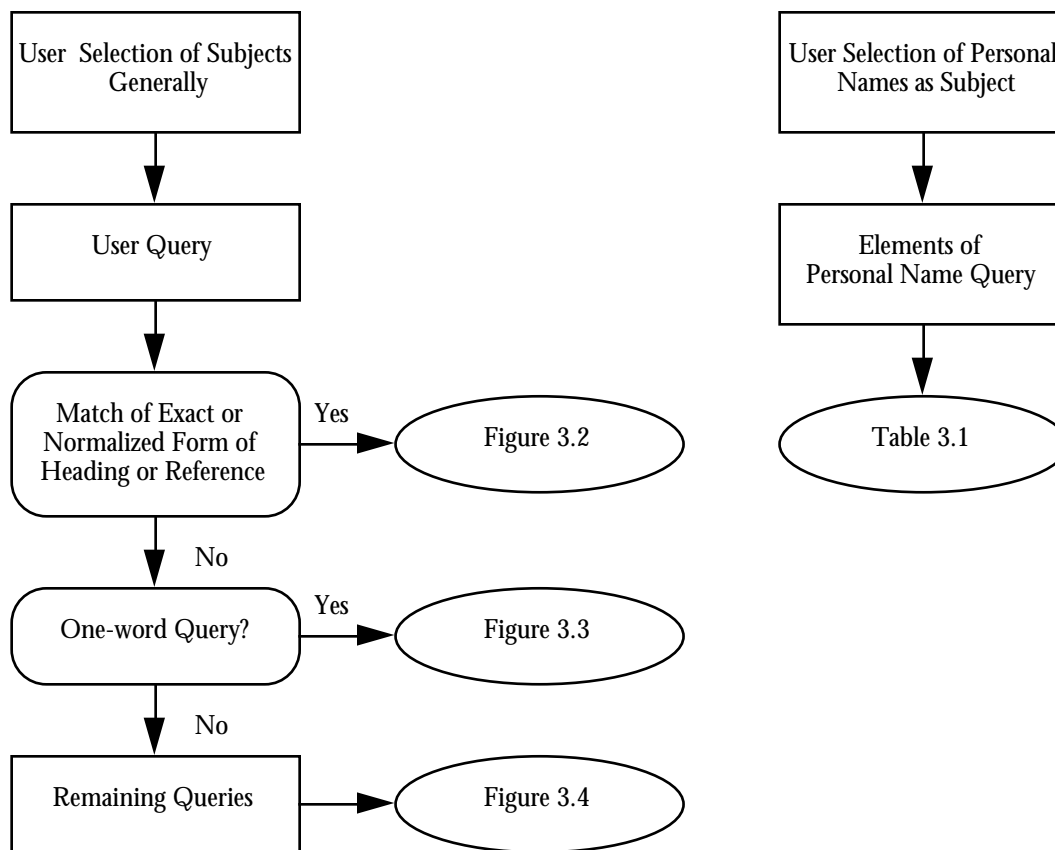 User Selection of Subjects
Generally
User Query
Match of Exact or
Normalized Form of
Heading or Reference
Yes
Figure 3.2
No
One-word Query?
Yes
Figure 3.3
No
Remaining Queries
Figure 3.4
User Selection of Personal
Names as Subject
Elements of
Personal Name Query
Table 3.1